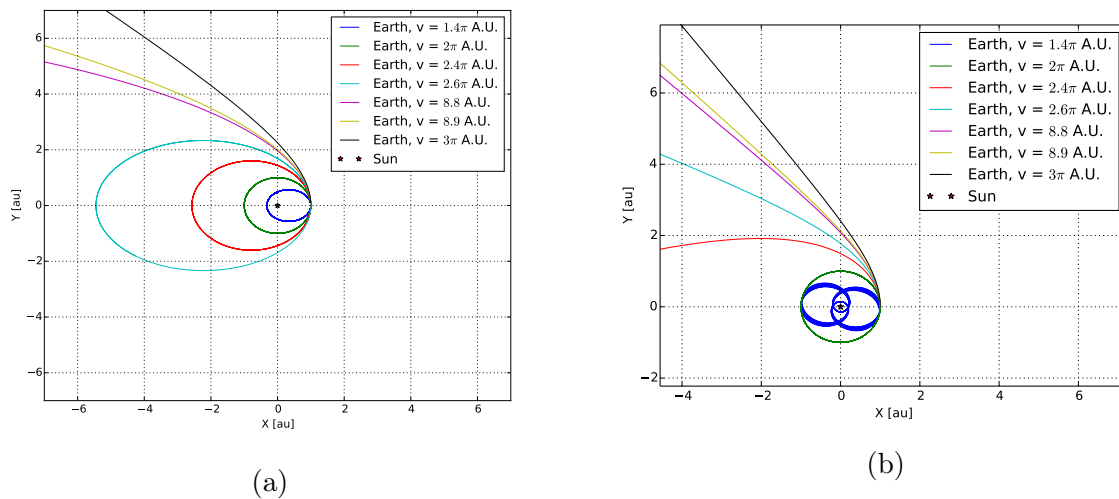 Earth, v = 1.4π A.U.
Earth, v = 2π A.U.
Earth, v = 2.4π A.U.
Earth, v = 2.6π A.U.
Earth, v = 8.8 A.U.
Earth, v = 8.9 A.U.
Earth, v = 3π A.U.
Sun
6
4
2
0
−2
−4
−6
Y [au]
−6 −4 −2 0 2 4 6
X [au]
(a)
Earth, v = 1.4π A.U.
Earth, v = 2π A.U.
Earth, v = 2.4π A.U.
Earth, v = 2.6π A.U.
Earth, v = 8.8 A.U.
Earth, v = 8.9 A.U.
Earth, v = 3π A.U.
Sun
6
4
2
0
−2
Y [au]
−4 −2 0 2 4 6
X [au]
(b)